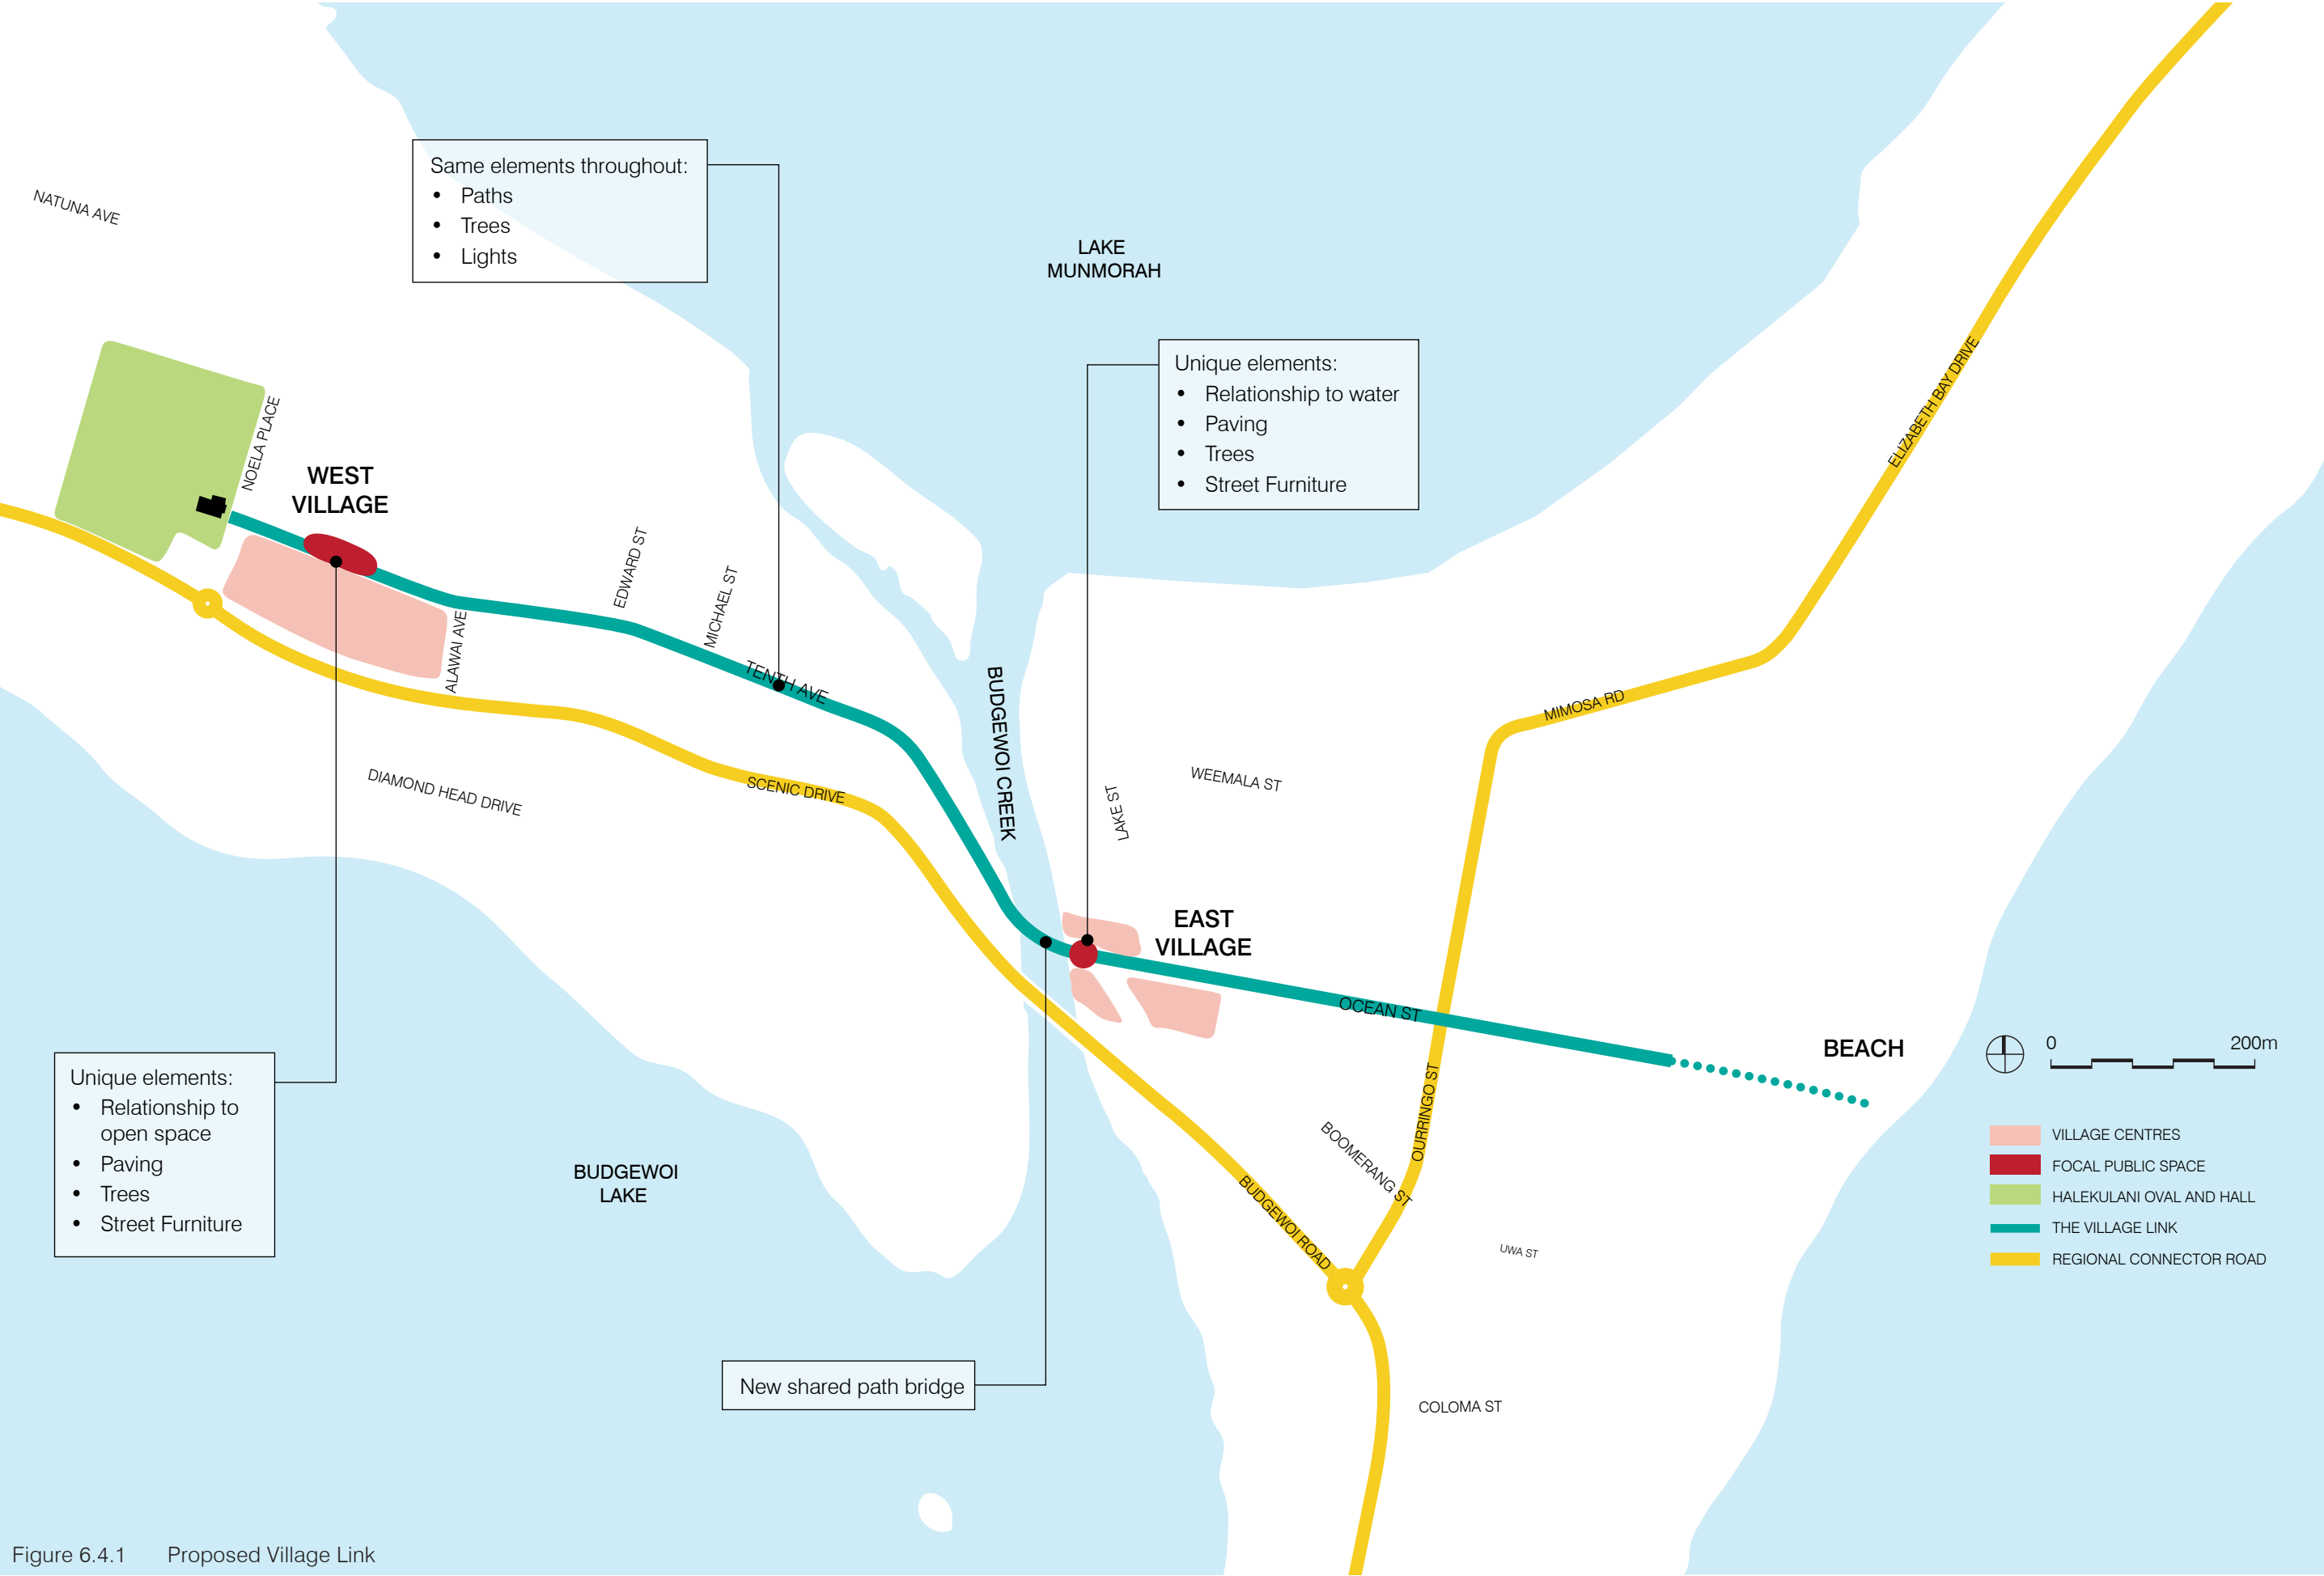 NATUNA AVE
Same elements throughout:
• Paths
• Trees
• Lights
LAKE
MUNMORAH
Unique elements:
• Relationship to water
• Paving
• Trees
• Street Furniture
ELIZABETH BAY DRIVE
NOELA PLACE
WEST
VILLAGE
EDWARD ST
MICHAEL ST
ALAWAI AVE
TENTH AVE
BUDGEWOI CREEK
MIMOSA RD
DIAMOND HEAD DRIVE
SCENIC DRIVE
WEEMALA ST
LAKE ST
EAST
VILLAGE
OCEAN ST
BEACH
0 200m
Unique elements:
• Relationship to
open space
• Paving
• Trees
• Street Furniture
BUDGEWOI
LAKE
OURRINGO ST
BOOMERANG ST
BUDGEWOI ROAD
UWA ST
VILLAGE CENTRES
FOCAL PUBLIC SPACE
HALEKULANI OVAL AND HALL
THE VILLAGE LINK
REGIONAL CONNECTOR ROAD
New shared path bridge
COLOMA ST
Figure 6.4.1 Proposed Village Link